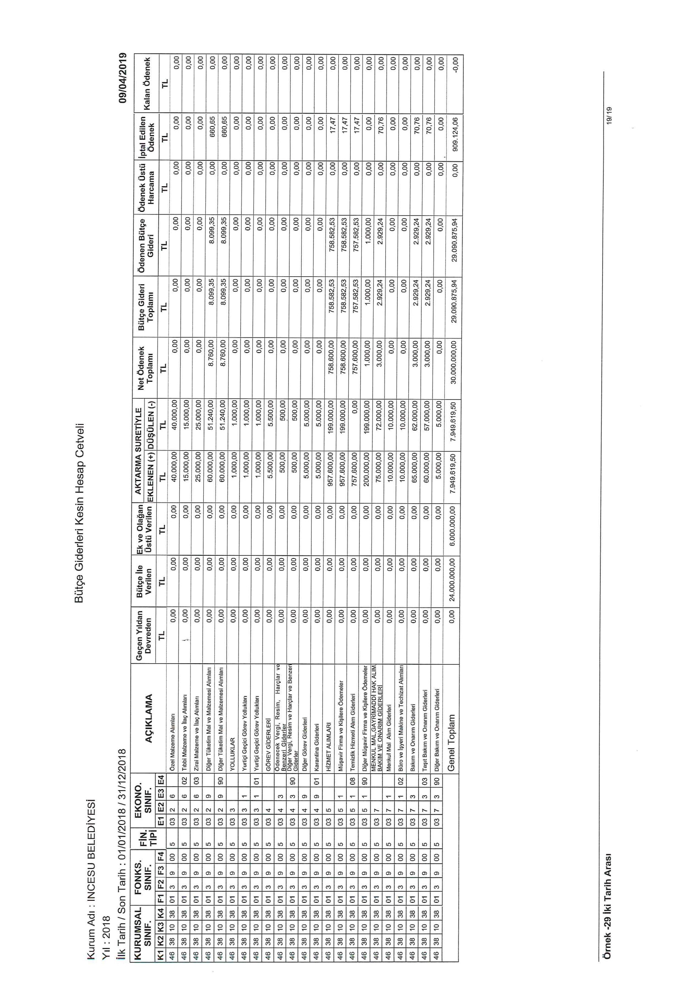 Bütçe Giderleri Kesin Hesap Cetveli
Kurum Adı : INCESU BELEDİYESİ
Yıl : 2018
İlk Tarih / Son Tarih : 01/01/2018 / 31/12/2018 09/04/2019
KURUMSAL SINIF. FONKS. SINIF. FİN. TİPİ EKONO. SINIF. AÇIKLAMA Geçen Yıldan Devreden Bütçe İle Verilen Ek ve Olağan Üstü Verilen AKTARMA SURETİYLE Net Ödenek Toplamı Bütçe Gideri Toplamı Ödenen Bütçe Gideri Ödenek Üstü Harcama İptal Edilen Ödenek Kalan Ödenek
EKLENEN (+) DÜŞÜLEN (-)
K1 K2 K3 K4 F1 F2 F3 F4 E1 E2 E3 E4 TL TL TL TL TL TL TL TL TL TL TL
46 38 10 38 01 3 9 00 5 03 2 6 Özel Malzeme Alımları 0,00 0,00 0,00 40.000,00 40.000,00 0,00 0,00 0,00 0,00 0,00 0,00
46 38 10 38 01 3 9 00 5 03 2 6 02 Tıbbi Malzeme ve İlaç Alımları 0,00 0,00 0,00 15.000,00 15.000,00 0,00 0,00 0,00 0,00 0,00 0,00
46 38 10 38 01 3 9 00 5 03 2 6 03 Zirai Malzeme ve İlaç Alımları 0,00 0,00 0,00 25.000,00 25.000,00 0,00 0,00 0,00 0,00 0,00 0,00
46 38 10 38 01 3 9 00 5 03 2 9 Diğer Tüketim Mal ve Malzemesi Alımları 0,00 0,00 0,00 60.000,00 51.240,00 8.760,00 8.099,35 8.099,35 0,00 660,65 0,00
46 38 10 38 01 3 9 00 5 03 2 9 90 Diğer Tüketim Mal ve Malzemesi Alımları 0,00 0,00 0,00 60.000,00 51.240,00 8.760,00 8.099,35 8.099,35 0,00 660,65 0,00
46 38 10 38 01 3 9 00 5 03 3 YOLLUKLAR 0,00 0,00 0,00 1.000,00 1.000,00 0,00 0,00 0,00 0,00 0,00 0,00
46 38 10 38 01 3 9 00 5 03 3 1 Yurtiçi Geçici Görev Yollukları 0,00 0,00 0,00 1.000,00 1.000,00 0,00 0,00 0,00 0,00 0,00 0,00
46 38 10 38 01 3 9 00 5 03 3 1 01 Yurtiçi Geçici Görev Yollukları 0,00 0,00 0,00 1.000,00 1.000,00 0,00 0,00 0,00 0,00 0,00 0,00
46 38 10 38 01 3 9 00 5 03 4 GÖREV GİDERLERİ 0,00 0,00 0,00 5.500,00 5.500,00 0,00 0,00 0,00 0,00 0,00 0,00
46 38 10 38 01 3 9 00 5 03 4 3 Ödenecek Vergi, Resim, Harçlar ve Benzeri Giderler 0,00 0,00 0,00 500,00 500,00 0,00 0,00 0,00 0,00 0,00 0,00
46 38 10 38 01 3 9 00 5 03 4 3 90 Diğer Vergi, Resim ve Harçlar ve Benzeri Giderler 0,00 0,00 0,00 500,00 500,00 0,00 0,00 0,00 0,00 0,00 0,00
46 38 10 38 01 3 9 00 5 03 4 9 Diğer Görev Giderleri 0,00 0,00 0,00 5.000,00 5.000,00 0,00 0,00 0,00 0,00 0,00 0,00
46 38 10 38 01 3 9 00 5 03 4 9 01 Karantina Giderleri 0,00 0,00 0,00 5.000,00 5.000,00 0,00 0,00 0,00 0,00 0,00 0,00
46 38 10 38 01 3 9 00 5 03 5 HİZMET ALIMLARI 0,00 0,00 0,00 957.600,00 199.000,00 758.600,00 758.582,53 758.582,53 0,00 17,47 0,00
46 38 10 38 01 3 9 00 5 03 5 1 Müşavir Firma ve Kişilere Ödemeler 0,00 0,00 0,00 957.600,00 199.000,00 758.600,00 758.582,53 758.582,53 0,00 17,47 0,00
46 38 10 38 01 3 9 00 5 03 5 1 08 Temizlik Hizmeti Alım Giderleri 0,00 0,00 0,00 757.600,00 0,00 757.600,00 757.582,53 757.582,53 0,00 17,47 0,00
46 38 10 38 01 3 9 00 5 03 5 1 90 Diğer Müşavir Firma ve Kişilere Ödemeler 0,00 0,00 0,00 200.000,00 199.000,00 1.000,00 1.000,00 1.000,00 0,00 0,00 0,00
46 38 10 38 01 3 9 00 5 03 7 MENKUL MAL,GAYRİMADDİ HAK ALIM, BAKIM VE ONARIM GİDERLERİ 0,00 0,00 0,00 75.000,00 72.000,00 3.000,00 2.929,24 2.929,24 0,00 70,76 0,00
46 38 10 38 01 3 9 00 5 03 7 1 Menkul Mal Alım Giderleri 0,00 0,00 0,00 10.000,00 10.000,00 0,00 0,00 0,00 0,00 0,00 0,00
46 38 10 38 01 3 9 00 5 03 7 1 02 Büro ve İşyeri Makine ve Techizat Alımları 0,00 0,00 0,00 10.000,00 10.000,00 0,00 0,00 0,00 0,00 0,00 0,00
46 38 10 38 01 3 9 00 5 03 7 3 Bakım ve Onarım Giderleri 0,00 0,00 0,00 65.000,00 62.000,00 3.000,00 2.929,24 2.929,24 0,00 70,76 0,00
46 38 10 38 01 3 9 00 5 03 7 3 03 Taşıt Bakım ve Onarım Giderleri 0,00 0,00 0,00 60.000,00 57.000,00 3.000,00 2.929,24 2.929,24 0,00 70,76 0,00
46 38 10 38 01 3 9 00 5 03 7 3 90 Diğer Bakım ve Onarım Giderleri 0,00 0,00 0,00 5.000,00 5.000,00 0,00 0,00 0,00 0,00 0,00 0,00
Genel Toplam 0,00 24.000.000,00 6.000.000,00 7.949.619,50 7.949.619,50 30.000.000,00 29.090.875,94 29.090.875,94 0,00 909.124,06 -0,00
Örnek -29 İki Tarih Arası 19/19